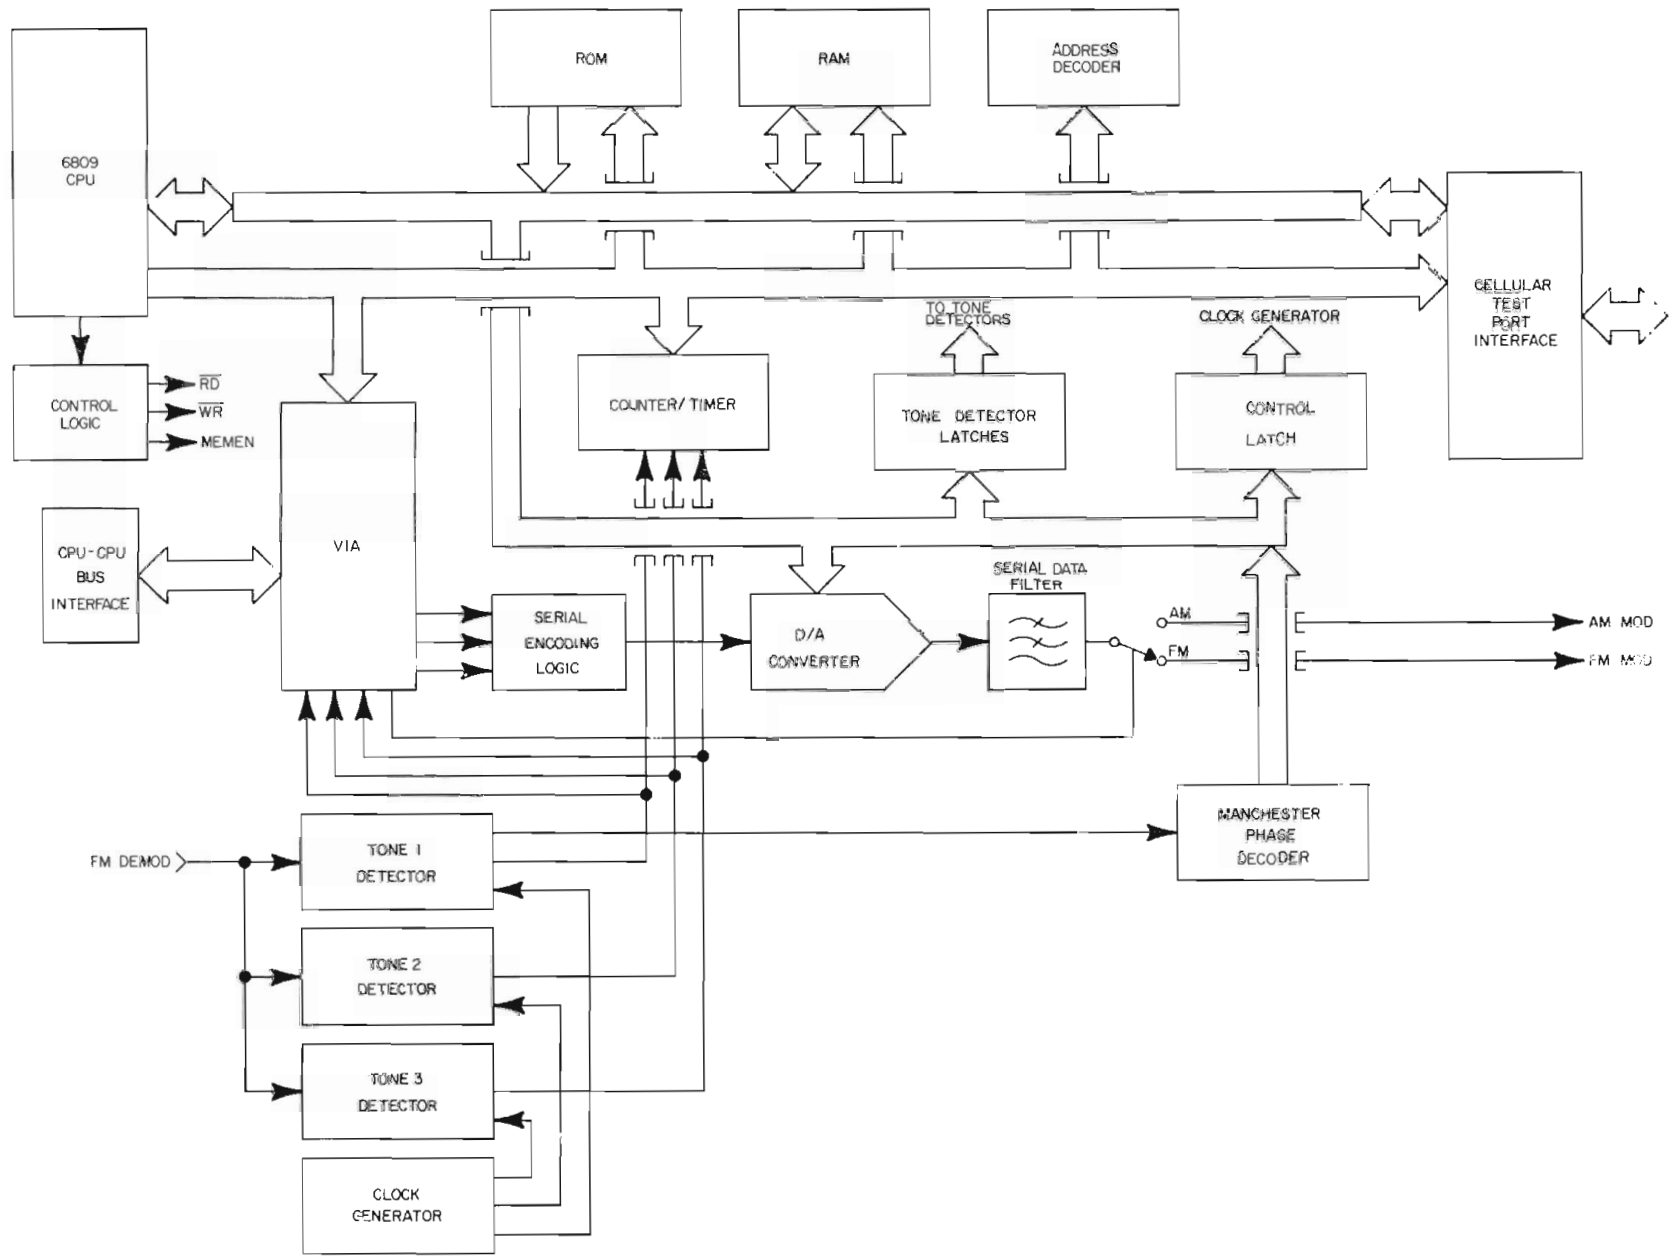 ROM
RAM
ADDRESS
DECODER
6809
CPU
CELLULAR
TEST
PORT
INTERFACE
TO TONE
DETECTORS
CLOCK GENERATOR
CONTROL
LOGIC
RD
WR
MEMEN
COUNTER/TIMER
TONE DETECTOR
LATCHES
CONTROL
LATCH
VIA
CPU-CPU
BUS
INTERFACE
SERIAL
ENCODING
LOGIC
D/A
CONVERTER
SERIAL DATA
FILTER
AM
FM
AM MOD
FM MOD
MANCHESTER
PHASE
DECODER
FM DEMOD
TONE 1
DETECTOR
TONE 2
DETECTOR
TONE 3
DETECTOR
CLOCK
GENERATOR